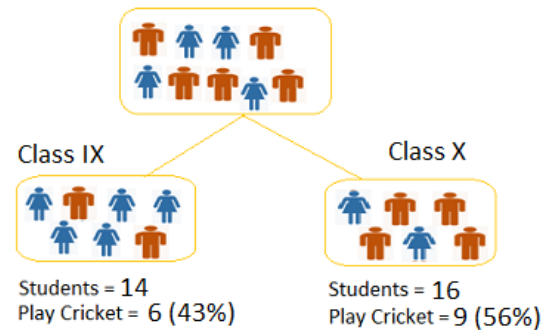 Class IX
Students = 14
Play Cricket = 6 (43%)
Class X
Students = 16
Play Cricket = 9 (56%)